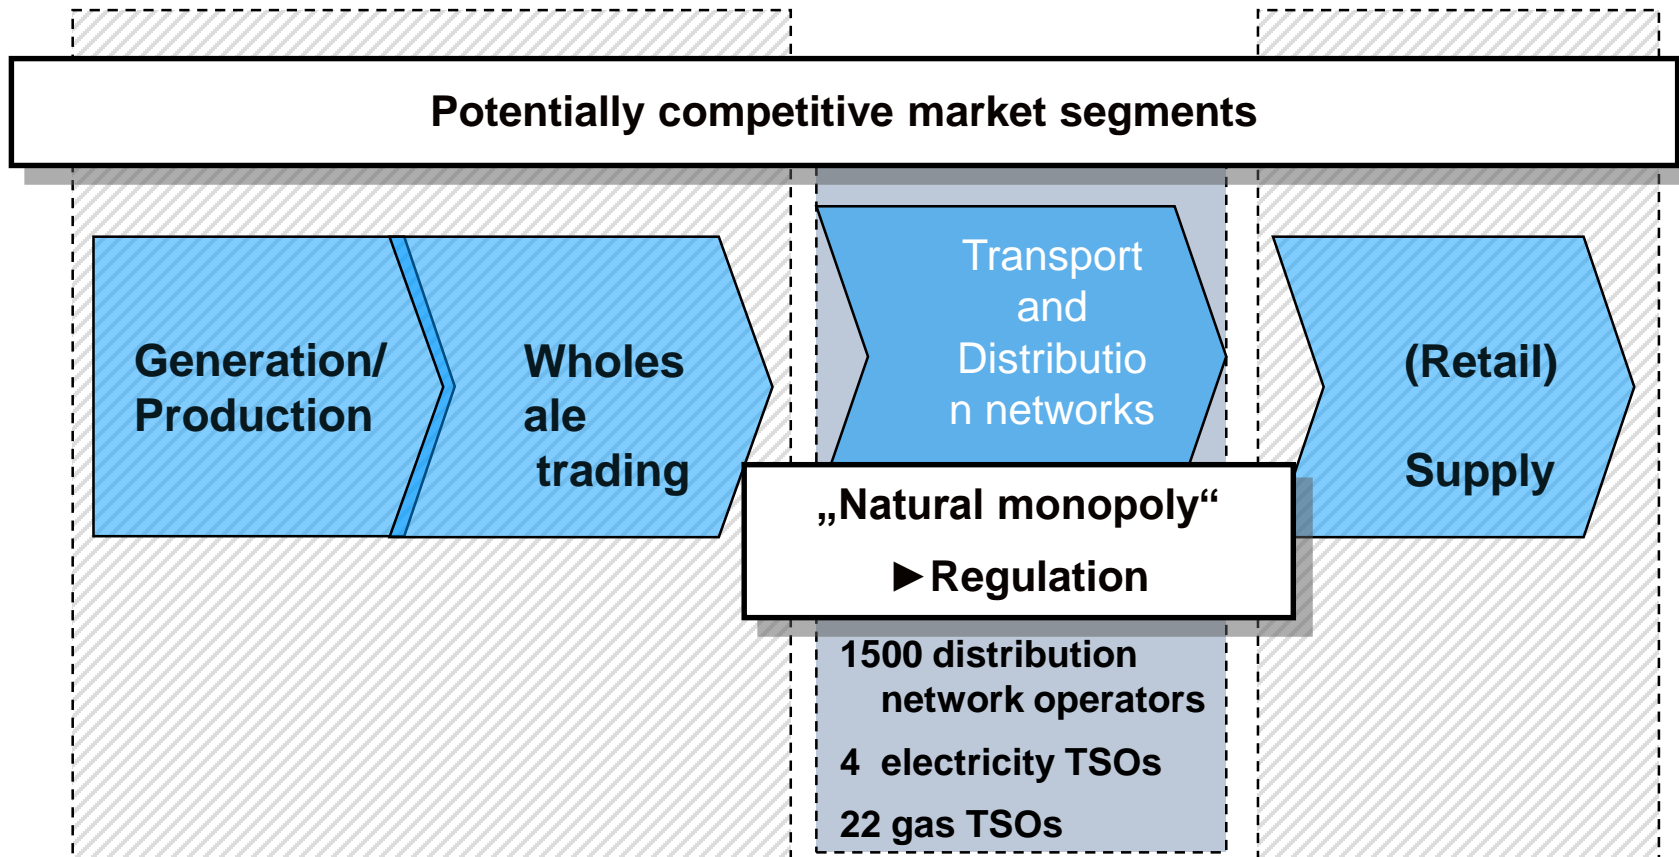 Potentially competitive market segments
Generation/
Production
Wholes
ale
trading
Transport
and
Distributio
n networks
(Retail)
Supply
„Natural monopoly“
►Regulation
1500 distribution
network operators
4 electricity TSOs
22 gas TSOs